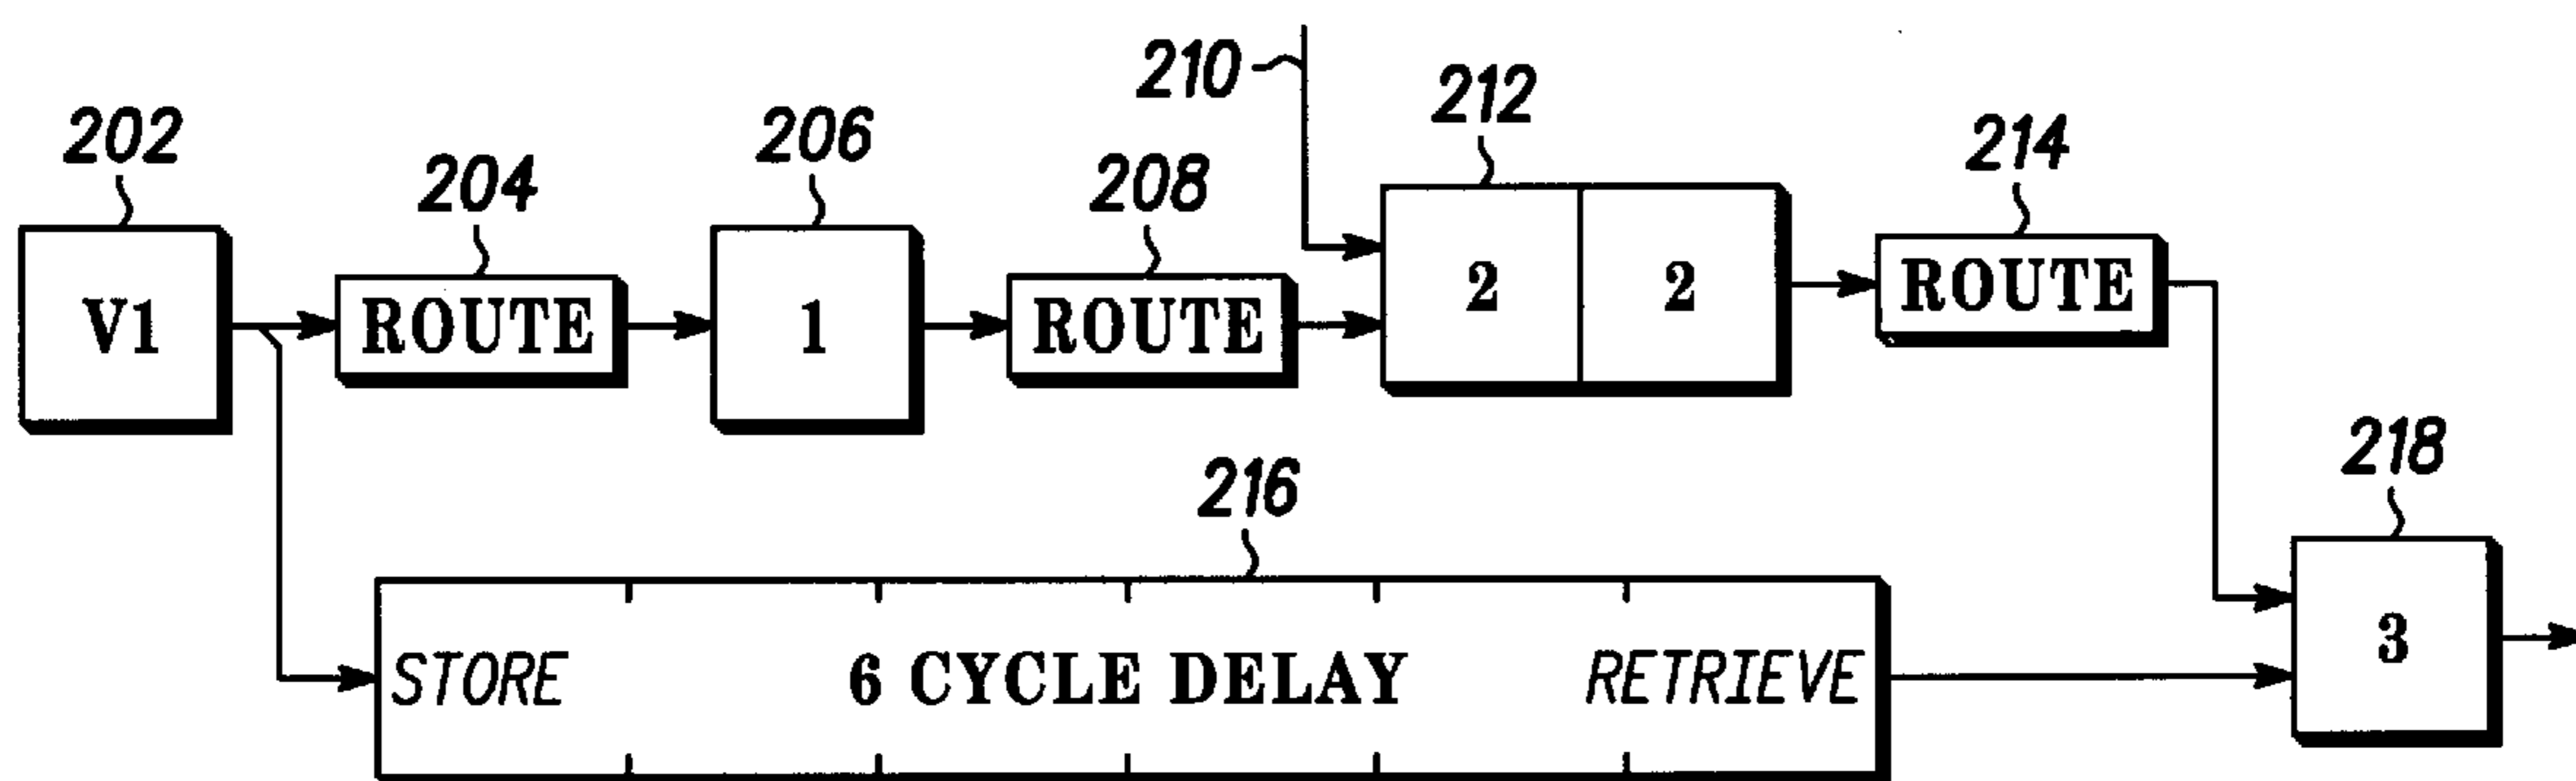 202
204
206
208
210
212
214
V1
ROUTE
1
ROUTE
2
2
ROUTE
216
218
STORE
6 CYCLE DELAY
RETRIEVE
3